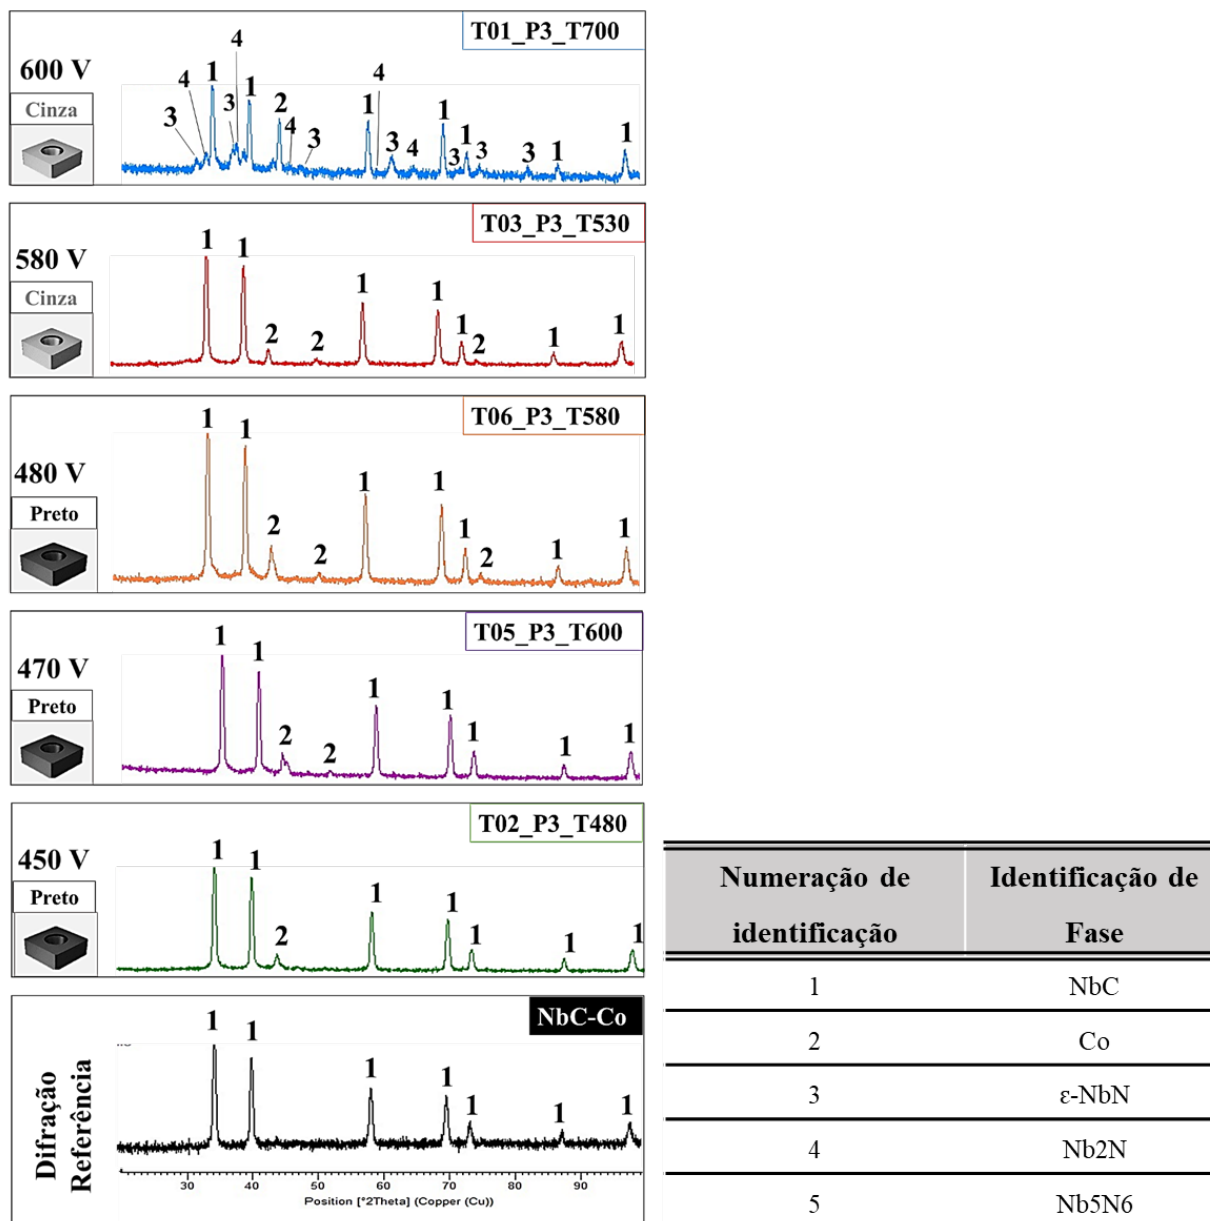 T01_P3_T700
600 V
Cinza
3 4 1 3 4 1 2 4 3 1 4 3 4 1 3 1 3 3 1 1
T03_P3_T530
580 V
Cinza
1 1 2 2 1 1 1 2 1 1
T06_P3_T580
480 V
Preto
1 1 2 2 1 1 1 2 1 1
T05_P3_T600
470 V
Preto
1 1 2 2 1 1 1 1 1
T02_P3_T480
450 V
Preto
1 1 2 1 1 1 1 1
NbC-Co
Difração
Referência
1 1 1 1 1 1 1
30 40 50 60 70 80 90
Position [°2Theta] (Copper (Cu))
Numeração de identificação
Identificação de Fase
1 NbC
2 Co
3 ε-NbN
4 Nb2N
5 Nb5N6